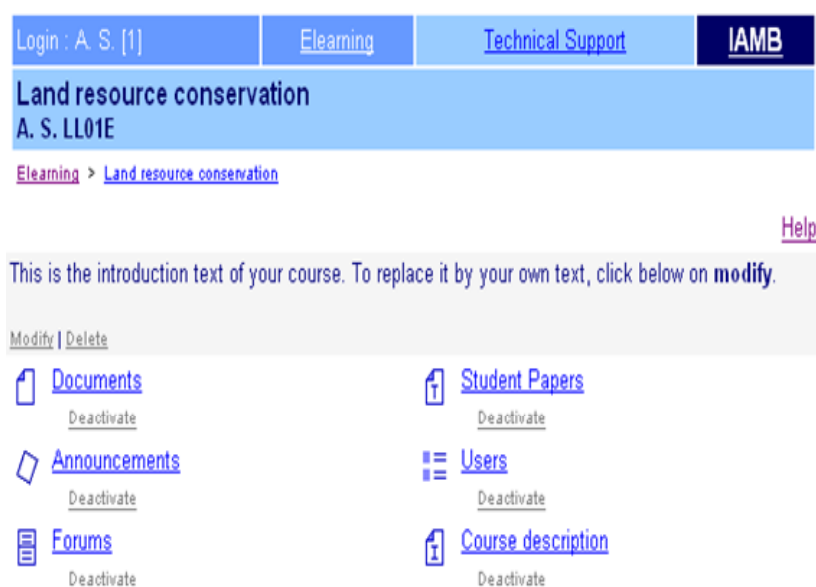 Login : A. S. [1] Elearning Technical Support IAMB
Land resource conservation
A. S. LL01E
Elearning > Land resource conservation
Help
This is the introduction text of your course. To replace it by your own text, click below on modify.
Modify | Delete
Documents Student Papers
Deactivate Deactivate
Announcements Users
Deactivate Deactivate
Forums Course description
Deactivate Deactivate